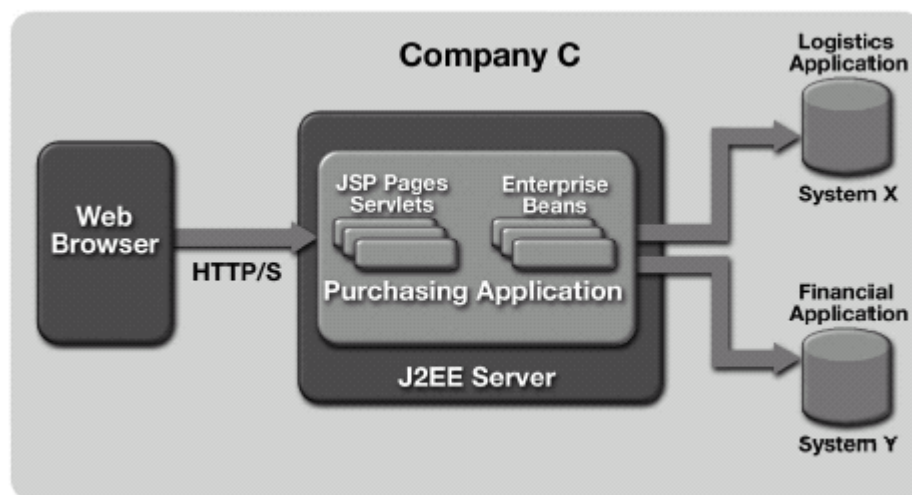 Company C
Web
Browser
HTTP/S
JSP Pages
Servlets
Enterprise
Beans
Purchasing Application
J2EE Server
Logistics
Application
System X
Financial
Application
System Y